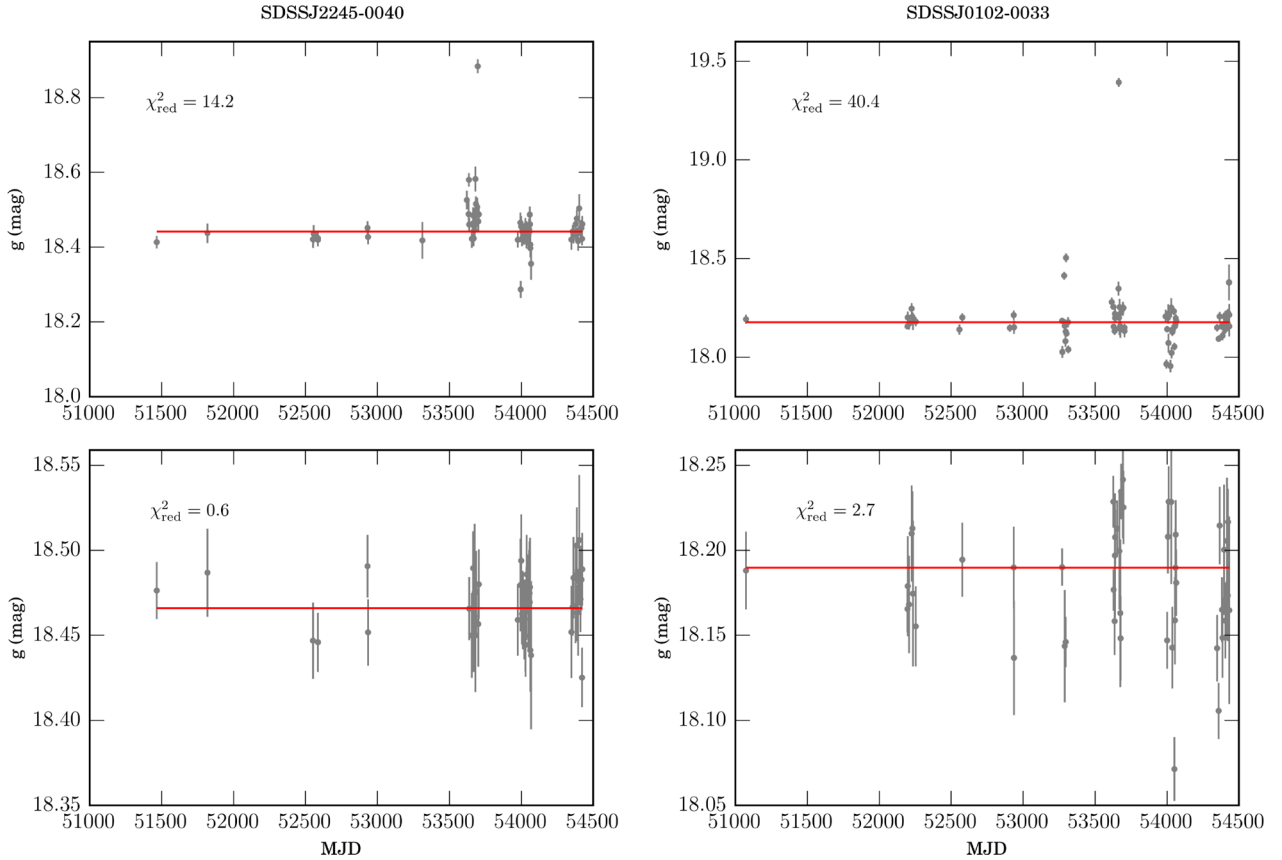 SDSSJ2245-0040
SDSSJ0102-0033
g (mag)
18.8
18.6
18.4
18.2
18.0
χ²red = 14.2
51000 51500 52000 52500 53000 53500 54000 54500
g (mag)
19.5
19.0
18.5
18.0
χ²red = 40.4
51000 51500 52000 52500 53000 53500 54000 54500
g (mag)
18.55
18.50
18.45
18.40
18.35
χ²red = 0.6
51000 51500 52000 52500 53000 53500 54000 54500
MJD
g (mag)
18.25
18.20
18.15
18.10
18.05
χ²red = 2.7
51000 51500 52000 52500 53000 53500 54000 54500
MJD